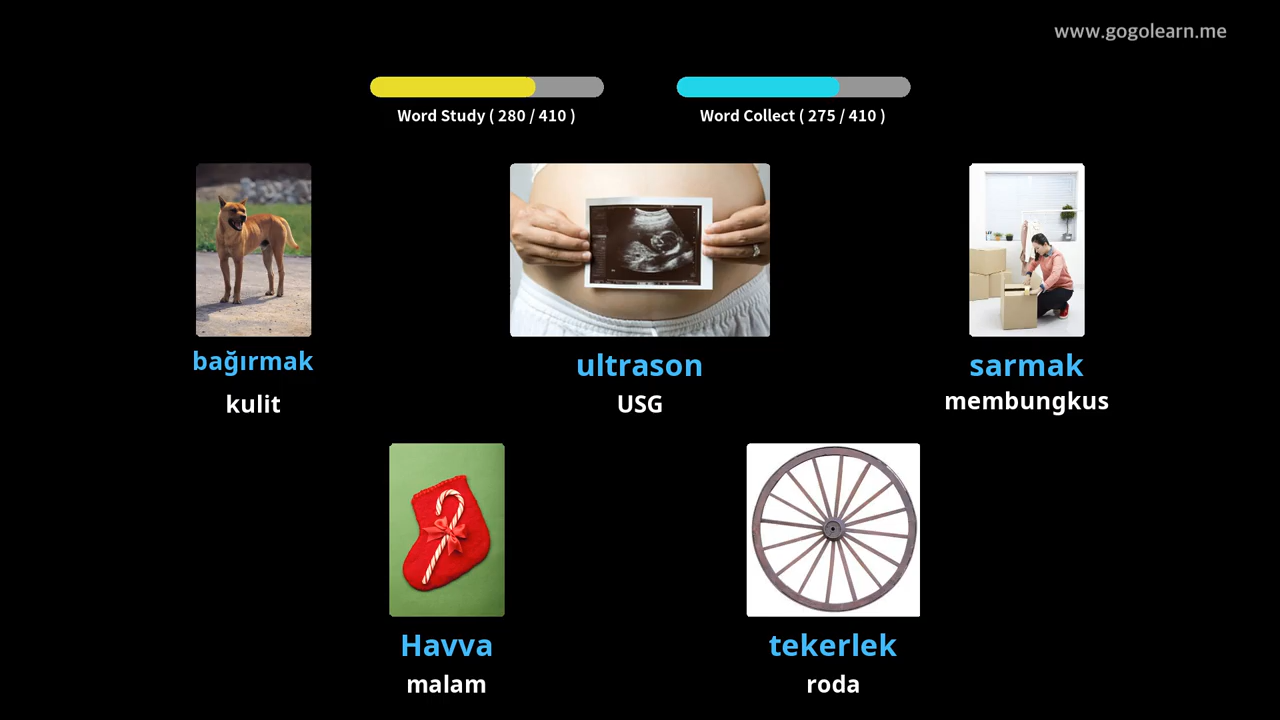 www.gogolearn.me
Word Study ( 280 / 410 )
Word Collect ( 275 / 410 )
bağırmak
kulit
ultrason
USG
sarmak
membungkus
Havva
malam
tekerlek
roda